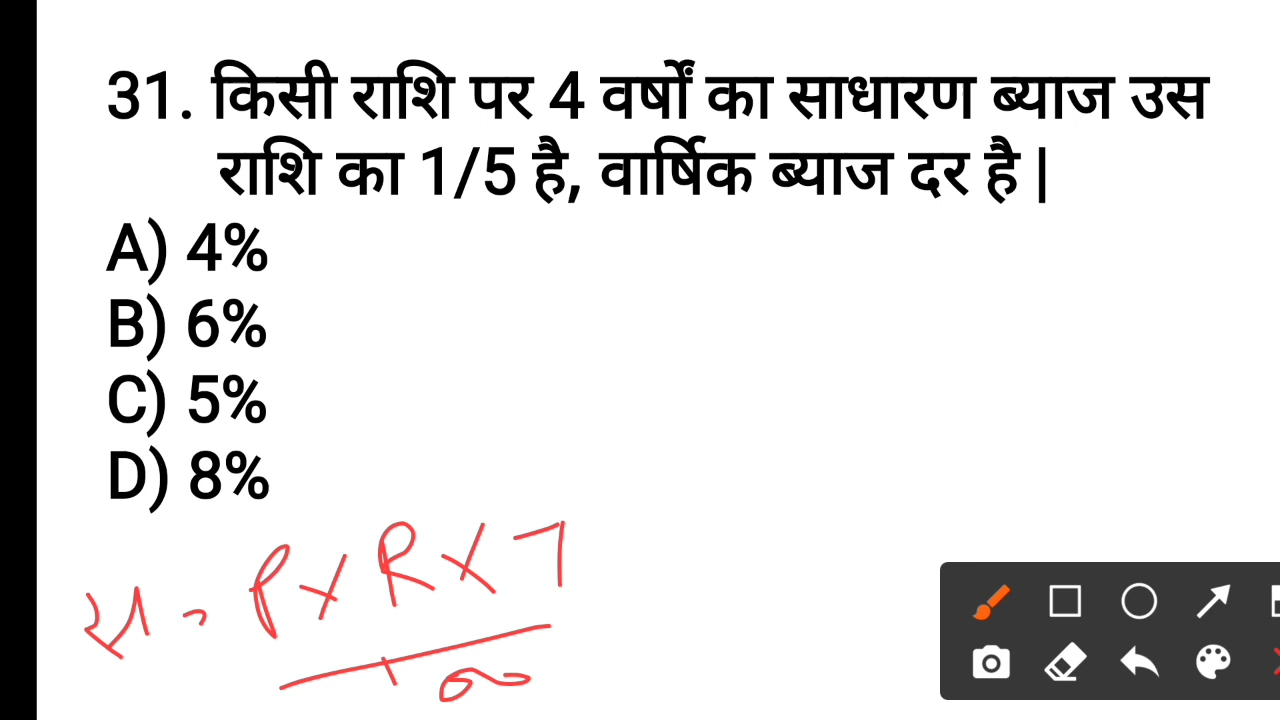 31. किसी राशि पर 4 वर्षों का साधारण ब्याज उस
राशि का 1/5 है, वार्षिक ब्याज दर है |
A) 4%
B) 6%
C) 5%
D) 8%
= P × R × T
100